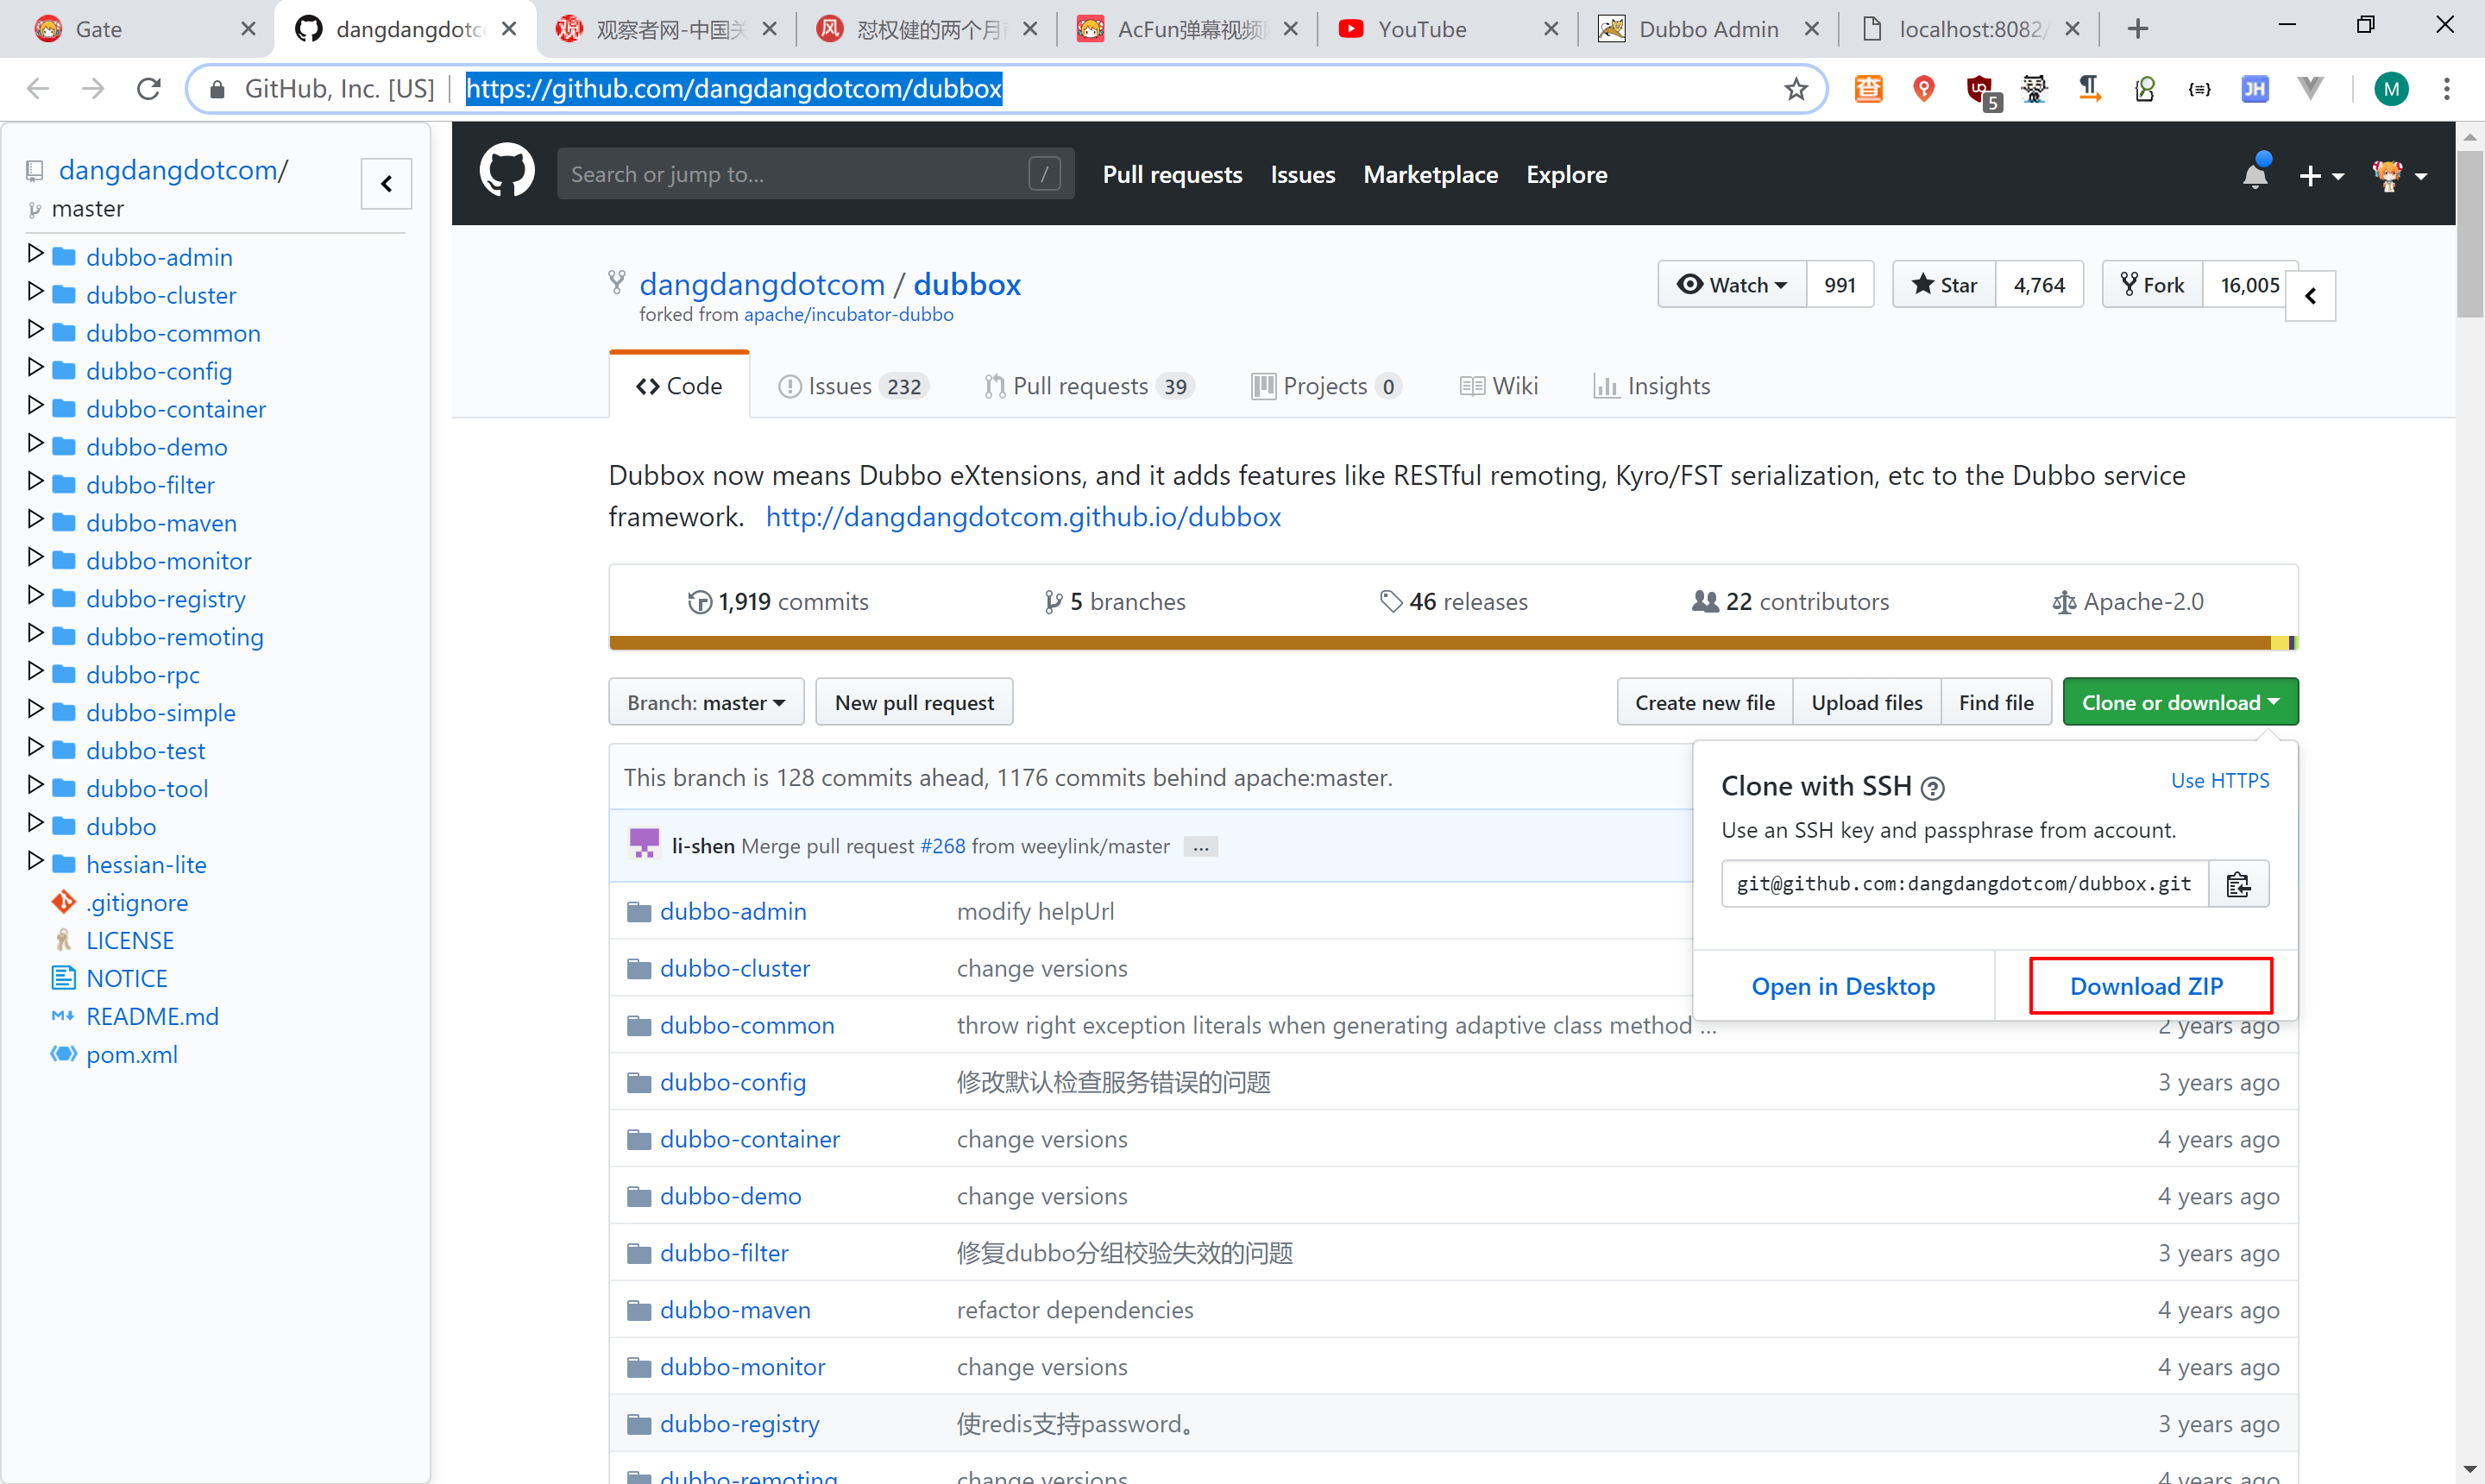 Gate
dangdangdotc
观察者网-中国关
怼权健的两个月
AcFun弹幕视频
YouTube
Dubbo Admin
localhost:8082/
GitHub, Inc. [US]
https://github.com/dangdangdotcom/dubbox
5
JH
M
dangdangdotcom/
master
dubbo-admin
dubbo-cluster
dubbo-common
dubbo-config
dubbo-container
dubbo-demo
dubbo-filter
dubbo-maven
dubbo-monitor
dubbo-registry
dubbo-remoting
dubbo-rpc
dubbo-simple
dubbo-test
dubbo-tool
dubbo
hessian-lite
.gitignore
LICENSE
NOTICE
README.md
pom.xml
Search or jump to...
/
Pull requests
Issues
Marketplace
Explore
dangdangdotcom / dubbox
forked from apache/incubator-dubbo
Watch 991
Star 4,764
Fork 16,005
Code
Issues 232
Pull requests 39
Projects 0
Wiki
Insights
Dubbox now means Dubbo eXtensions, and it adds features like RESTful remoting, Kyro/FST serialization, etc to the Dubbo service
framework. http://dangdangdotcom.github.io/dubbox
1,919 commits
5 branches
46 releases
22 contributors
Apache-2.0
Branch: master
New pull request
Create new file
Upload files
Find file
Clone or download
This branch is 128 commits ahead, 1176 commits behind apache:master.
li-shen Merge pull request #268 from weeylink/master ...
Clone with SSH
Use HTTPS
Use an SSH key and passphrase from account.
git@github.com:dangdangdotcom/dubbox.git
Open in Desktop
Download ZIP
dubbo-admin modify helpUrl
dubbo-cluster change versions
dubbo-common throw right exception literals when generating adaptive class method ... 2 years ago
dubbo-config 修改默认检查服务错误的问题 3 years ago
dubbo-container change versions 4 years ago
dubbo-demo change versions 4 years ago
dubbo-filter 修复dubbo分组校验失效的问题 3 years ago
dubbo-maven refactor dependencies 4 years ago
dubbo-monitor change versions 4 years ago
dubbo-registry 使redis支持password。 3 years ago
dubbo-remoting change versions 4 years ago